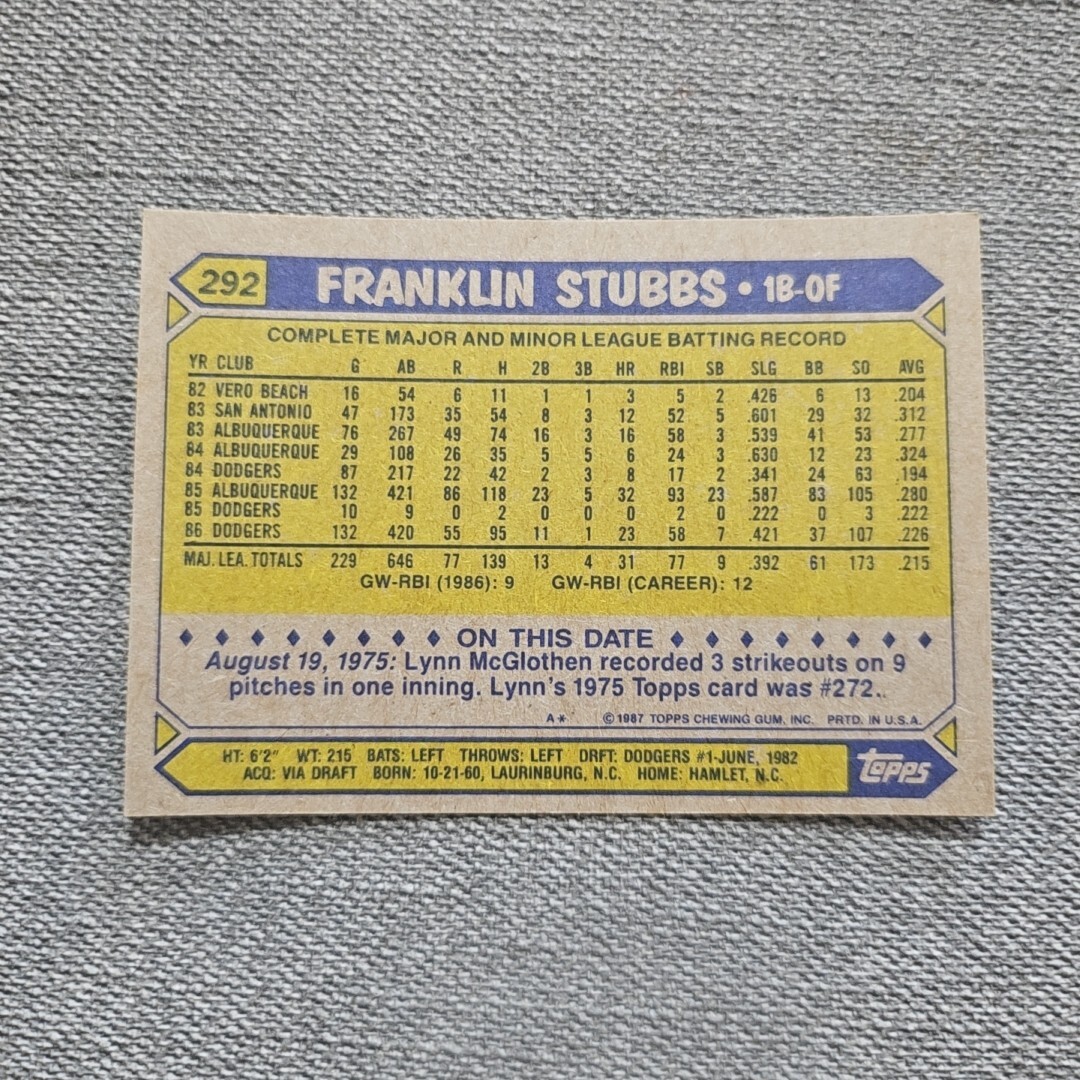 292 FRANKLIN STUBBS • 1B-OF
COMPLETE MAJOR AND MINOR LEAGUE BATTING RECORD
YR CLUB G AB R H 2B 3B HR RBI SB SLG BB SO AVG
82 VERO BEACH 16 54 6 11 1 1 3 5 2 .426 6 13 .204
83 SAN ANTONIO 47 173 35 54 8 3 12 52 5 .601 29 32 .312
83 ALBUQUERQUE 76 267 49 74 16 3 16 58 3 .539 41 53 .277
84 ALBUQUERQUE 29 108 26 35 5 5 6 24 3 .630 12 23 .324
84 DODGERS 87 217 22 42 2 3 8 17 2 .341 24 63 .194
85 ALBUQUERQUE 132 421 86 118 23 5 32 93 23 .587 83 105 .280
85 DODGERS 10 9 0 2 0 0 0 2 0 .222 0 3 .222
86 DODGERS 132 420 55 95 11 1 23 58 7 .421 37 107 .226
MAJ. LEA. TOTALS 229 646 77 139 13 4 31 77 9 .392 61 173 .215
GW-RBI (1986): 9 GW-RBI (CAREER): 12
ON THIS DATE
August 19, 1975: Lynn McGlothen recorded 3 strikeouts on 9
pitches in one inning. Lynn's 1975 Topps card was #272..
A* © 1987 TOPPS CHEWING GUM, INC. PRTD. IN U.S.A.
HT: 6'2" WT: 215 BATS: LEFT THROWS: LEFT DRFT: DODGERS #1-JUNE, 1982
ACQ: VIA DRAFT BORN: 10-21-60, LAURINBURG, N.C. HOME: HAMLET, N.C.
topps